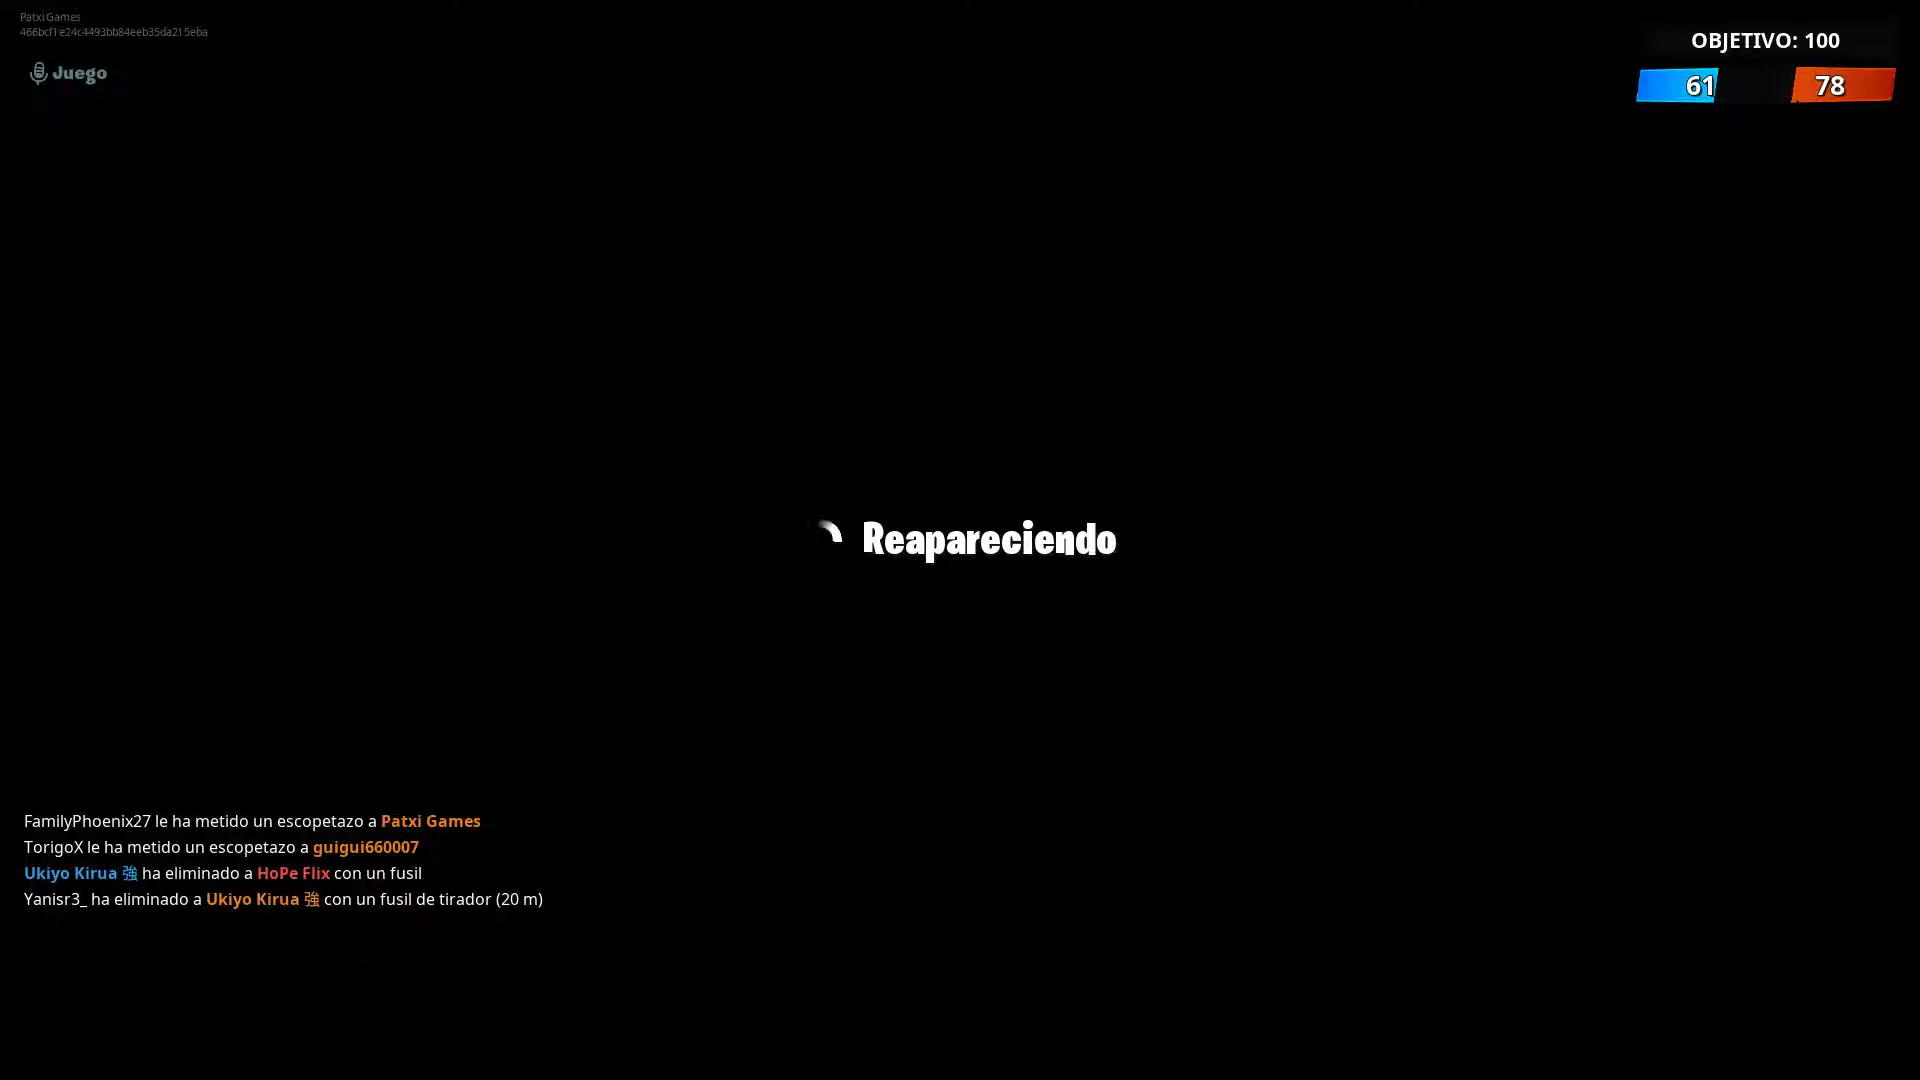 Patxi Games
466bcf1e24c4493bb84eeb35da215eba
Juego
OBJETIVO: 100
61 78
Reapareciendo
FamilyPhoenix27 le ha metido un escopetazo a Patxi Games
TorigoX le ha metido un escopetazo a guigui660007
Ukiyo Kirua 強 ha eliminado a HoPe Flix con un fusil
Yanisr3_ ha eliminado a Ukiyo Kirua 強 con un fusil de tirador (20 m)